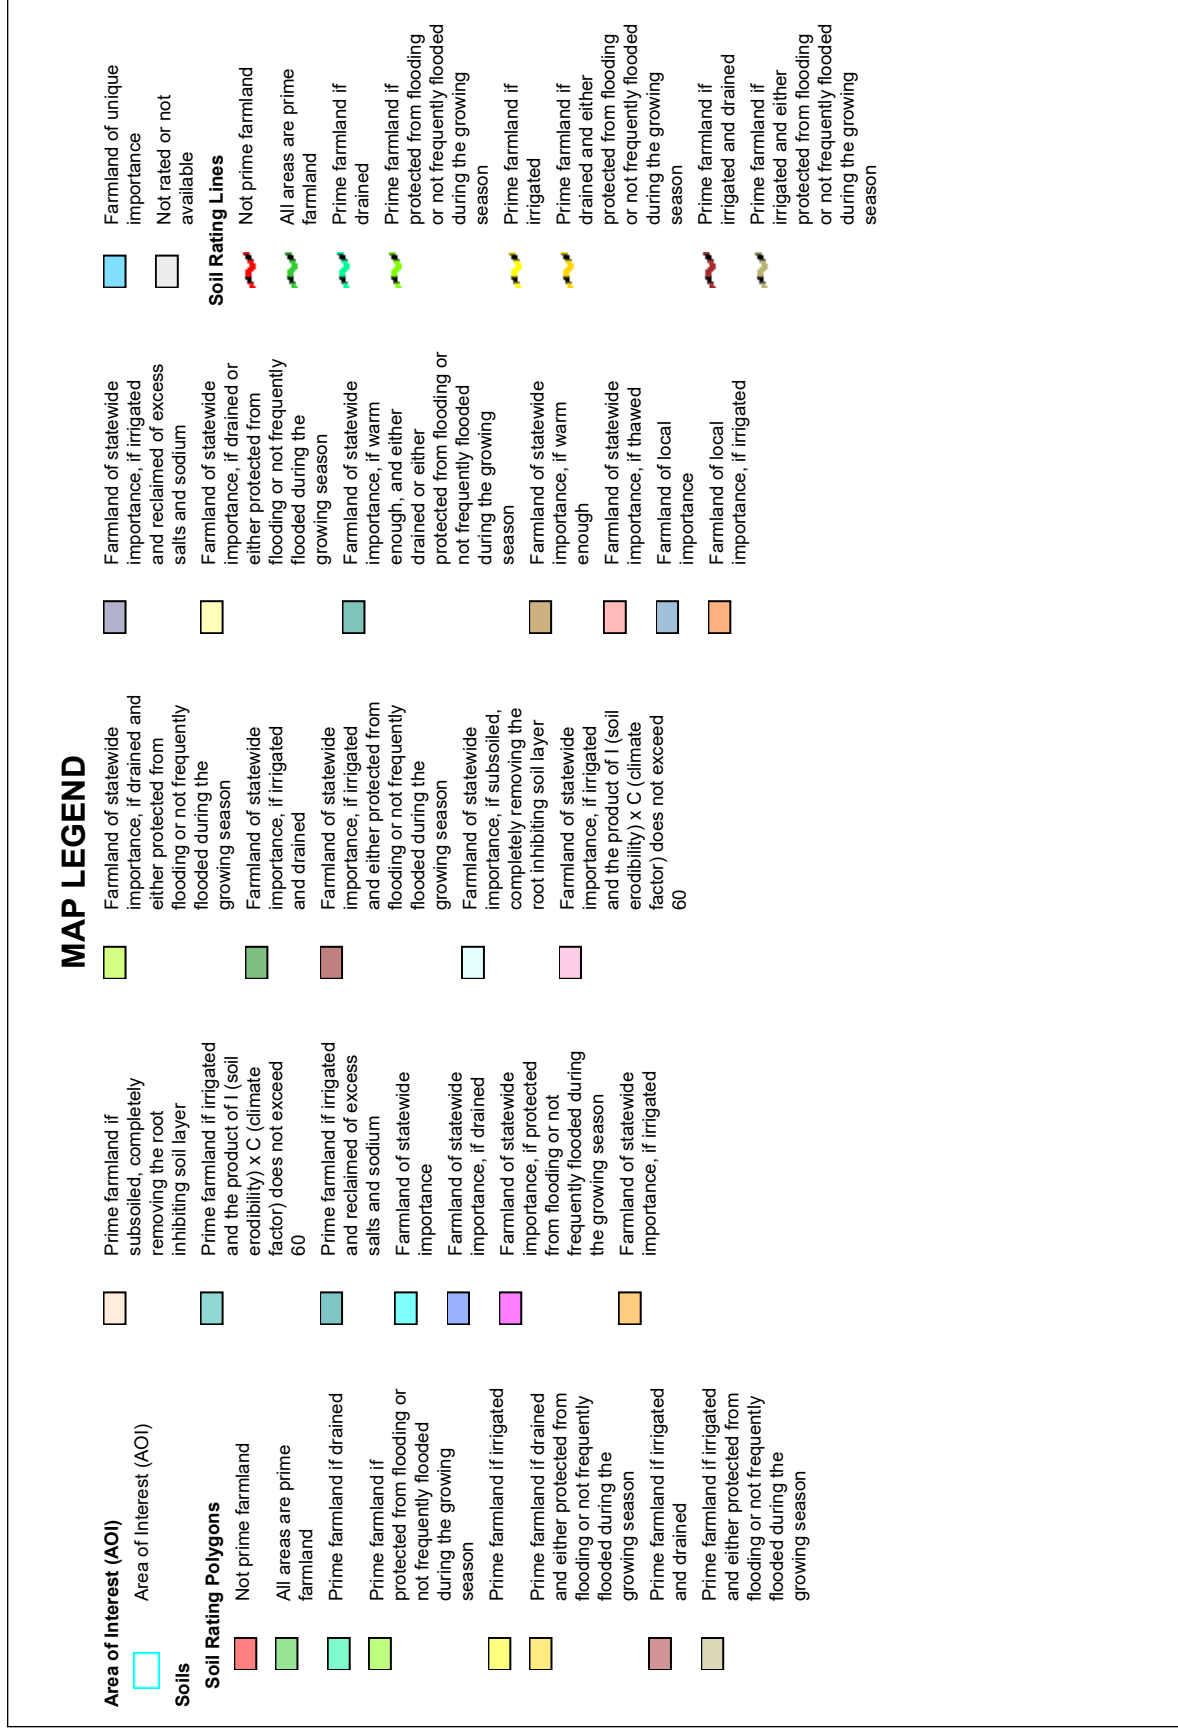 MAP LEGEND
Area of Interest (AOI)
Area of Interest (AOI)
Soils
Soil Rating Polygons
Not prime farmland
All areas are prime
farmland
Prime farmland if drained
Prime farmland if
protected from flooding or
not frequently flooded
during the growing
season
Prime farmland if irrigated
Prime farmland if drained
and either protected from
flooding or not frequently
flooded during the
growing season
Prime farmland if irrigated
and drained
Prime farmland if irrigated
and either protected from
flooding or not frequently
flooded during the
growing season
Prime farmland if
subsoiled, completely
removing the root
inhibiting soil layer
Prime farmland if irrigated
and the product of I (soil
erodibility) x C (climate
factor) does not exceed
60
Prime farmland if irrigated
and reclaimed of excess
salts and sodium
Farmland of statewide
importance
Farmland of statewide
importance, if drained
Farmland of statewide
importance, if protected
from flooding or not
frequently flooded during
the growing season
Farmland of statewide
importance, if irrigated
Farmland of statewide
importance, if drained and
either protected from
flooding or not frequently
flooded during the
growing season
Farmland of statewide
importance, if irrigated
and drained
Farmland of statewide
importance, if irrigated
and either protected from
flooding or not frequently
flooded during the
growing season
Farmland of statewide
importance, if subsoiled,
completely removing the
root inhibiting soil layer
Farmland of statewide
importance, if irrigated
and the product of I (soil
erodibility) x C (climate
factor) does not exceed
60
Farmland of statewide
importance, if irrigated
and reclaimed of excess
salts and sodium
Farmland of statewide
importance, if drained or
either protected from
flooding or not frequently
flooded during the
growing season
Farmland of statewide
importance, if warm
enough, and either
drained or either
protected from flooding or
not frequently flooded
during the growing
season
Farmland of statewide
importance, if warm
enough
Farmland of statewide
importance, if thawed
Farmland of local
importance
Farmland of local
importance, if irrigated
Farmland of unique
importance
Not rated or not
available
Soil Rating Lines
Not prime farmland
All areas are prime
farmland
Prime farmland if
drained
Prime farmland if
protected from flooding
or not frequently flooded
during the growing
season
Prime farmland if
irrigated
Prime farmland if
drained and either
protected from flooding
or not frequently flooded
during the growing
season
Prime farmland if
irrigated and drained
Prime farmland if
irrigated and either
protected from flooding
or not frequently flooded
during the growing
season